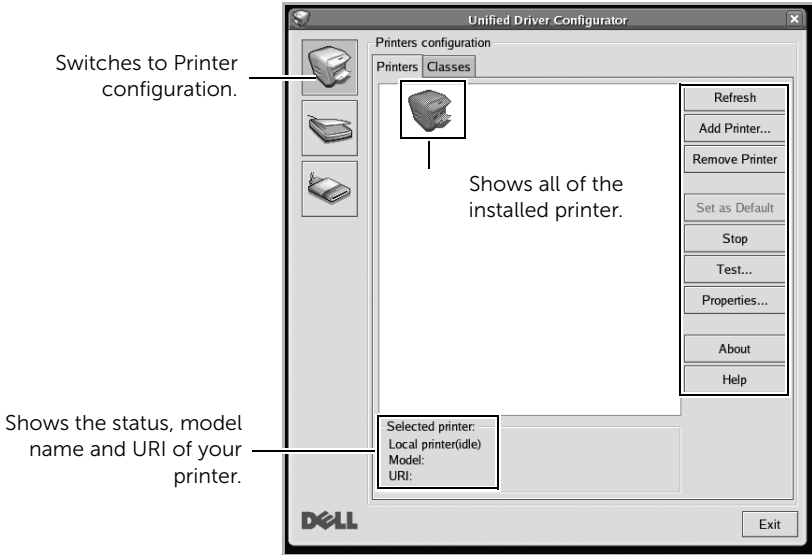 Unified Driver Configurator
Switches to Printer
configuration.
Printers configuration
Printers Classes
Refresh
Add Printer...
Remove Printer
Shows all of the
installed printer.
Set as Default
Stop
Test...
Properties...
About
Help
Shows the status, model
name and URI of your
printer.
Selected printer:
Local printer(idle)
Model:
URI:
DELL
Exit